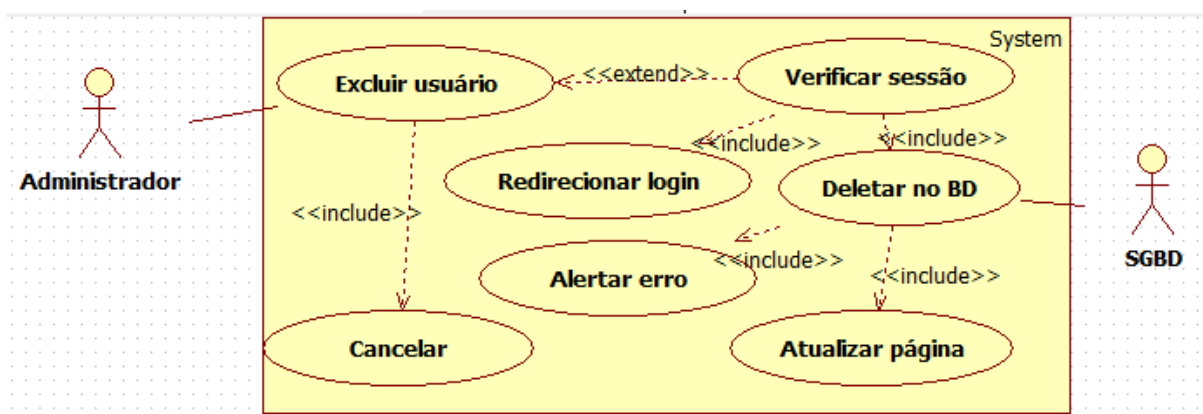 System
Excluir usuário
<<extend>>
Verificar sessão
Administrador
Redirecionar login
<<include>>
<<include>>
Deletar no BD
<<include>>
SGBD
Alertar erro
<<include>>
<<include>>
Cancelar
Atualizar página